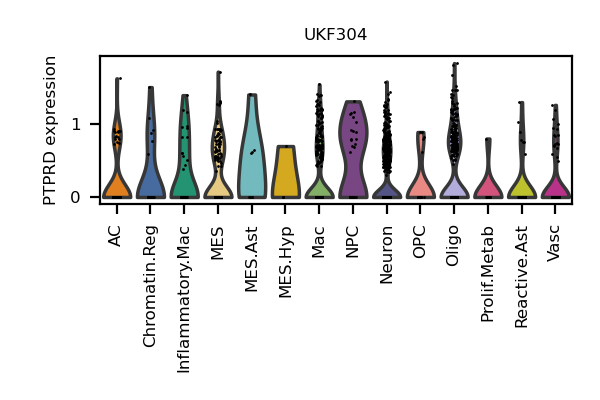 UKF304
PTPRD expression
1
0
AC
Chromatin.Reg
Inflammatory.Mac
MES
MES.Ast
MES.Hyp
Mac
NPC
Neuron
OPC
Oligo
Prolif.Metab
Reactive.Ast
Vasc